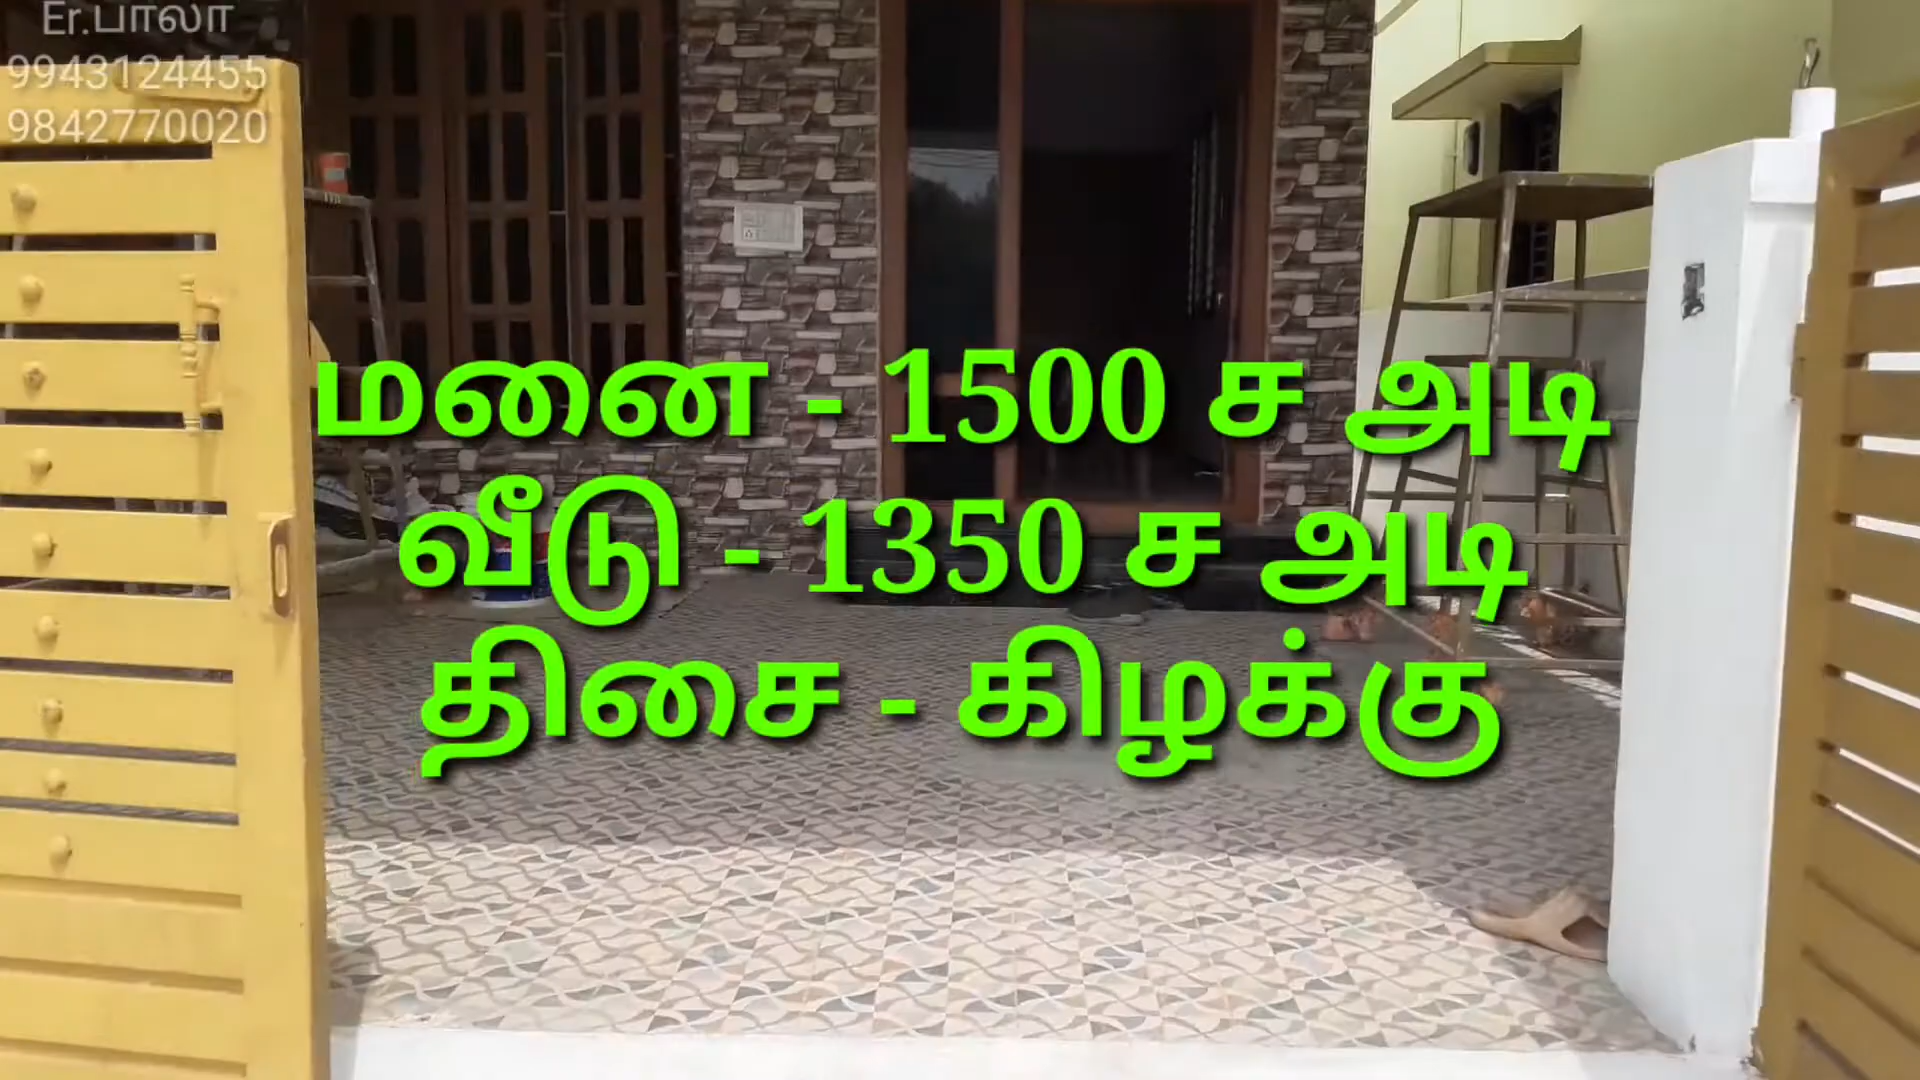 Er.பாலா
9943124455
9842770020
மனை - 1500 ச அடி
வீடு - 1350 ச அடி
திசை - கிழக்கு